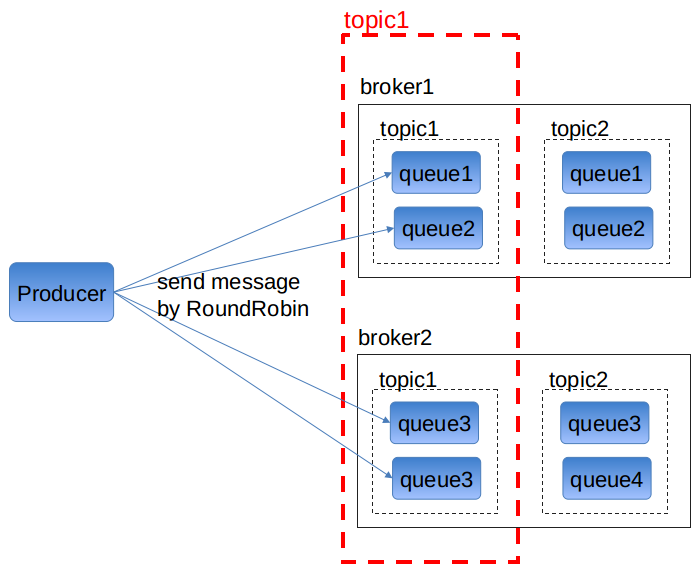 topic1
broker1
topic1
topic2
queue1
queue1
queue2
queue2
Producer
send message
by RoundRobin
broker2
topic1
topic2
queue3
queue3
queue3
queue4